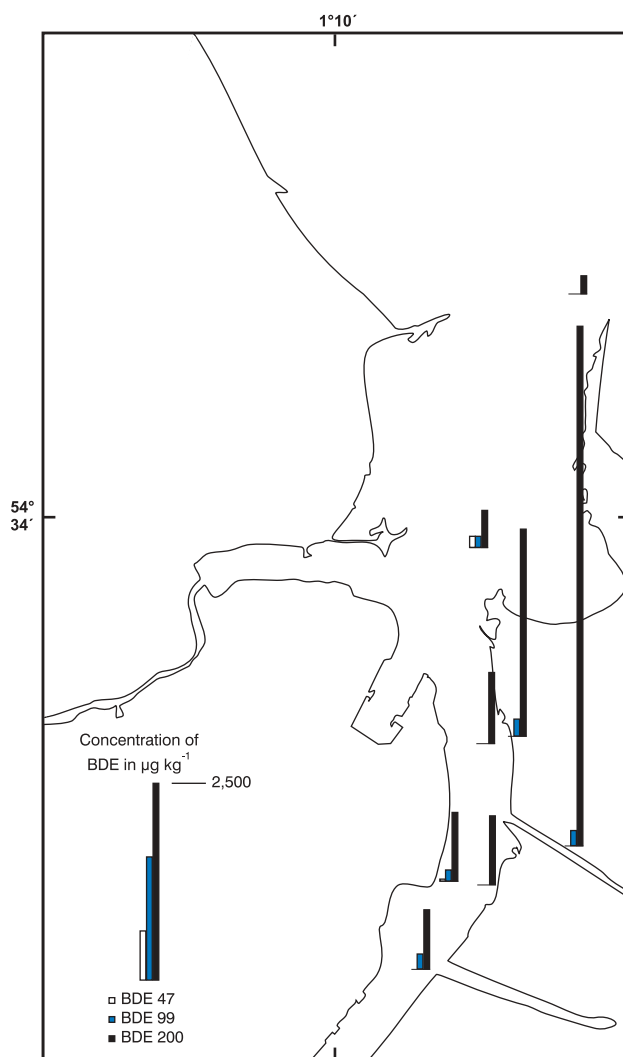 1°10´
54°
34´
Concentration of
BDE in µg kg-1
2,500
BDE 47
BDE 99
BDE 200